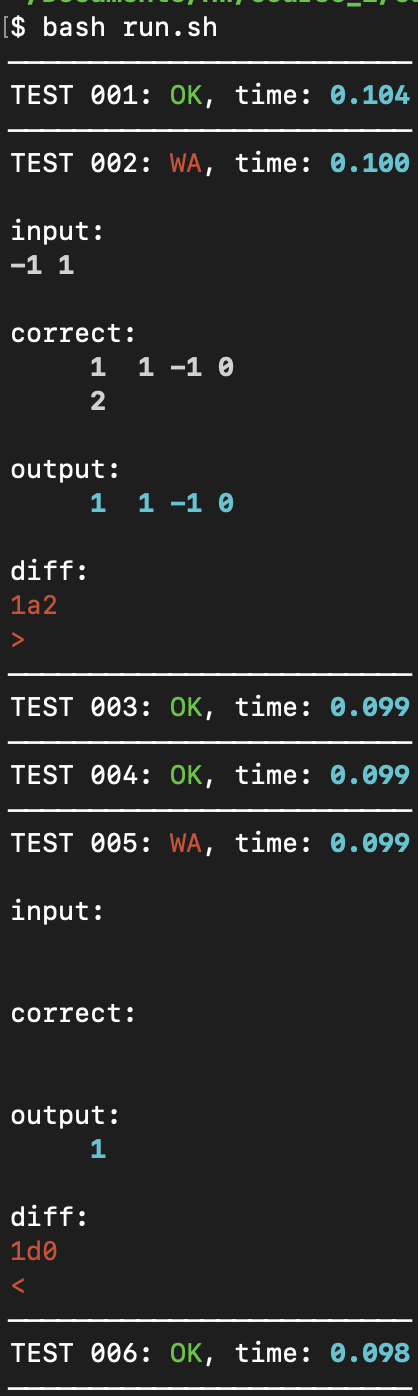 [$ bash run.sh
TEST 001: OK, time: 0.104
TEST 002: WA, time: 0.100
input:
-1 1
correct:
1 1 -1 0
2
output:
1 1 -1 0
diff:
1a2
>
TEST 003: OK, time: 0.099
TEST 004: OK, time: 0.099
TEST 005: WA, time: 0.099
input:
correct:
output:
1
diff:
1d0
<
TEST 006: OK, time: 0.098